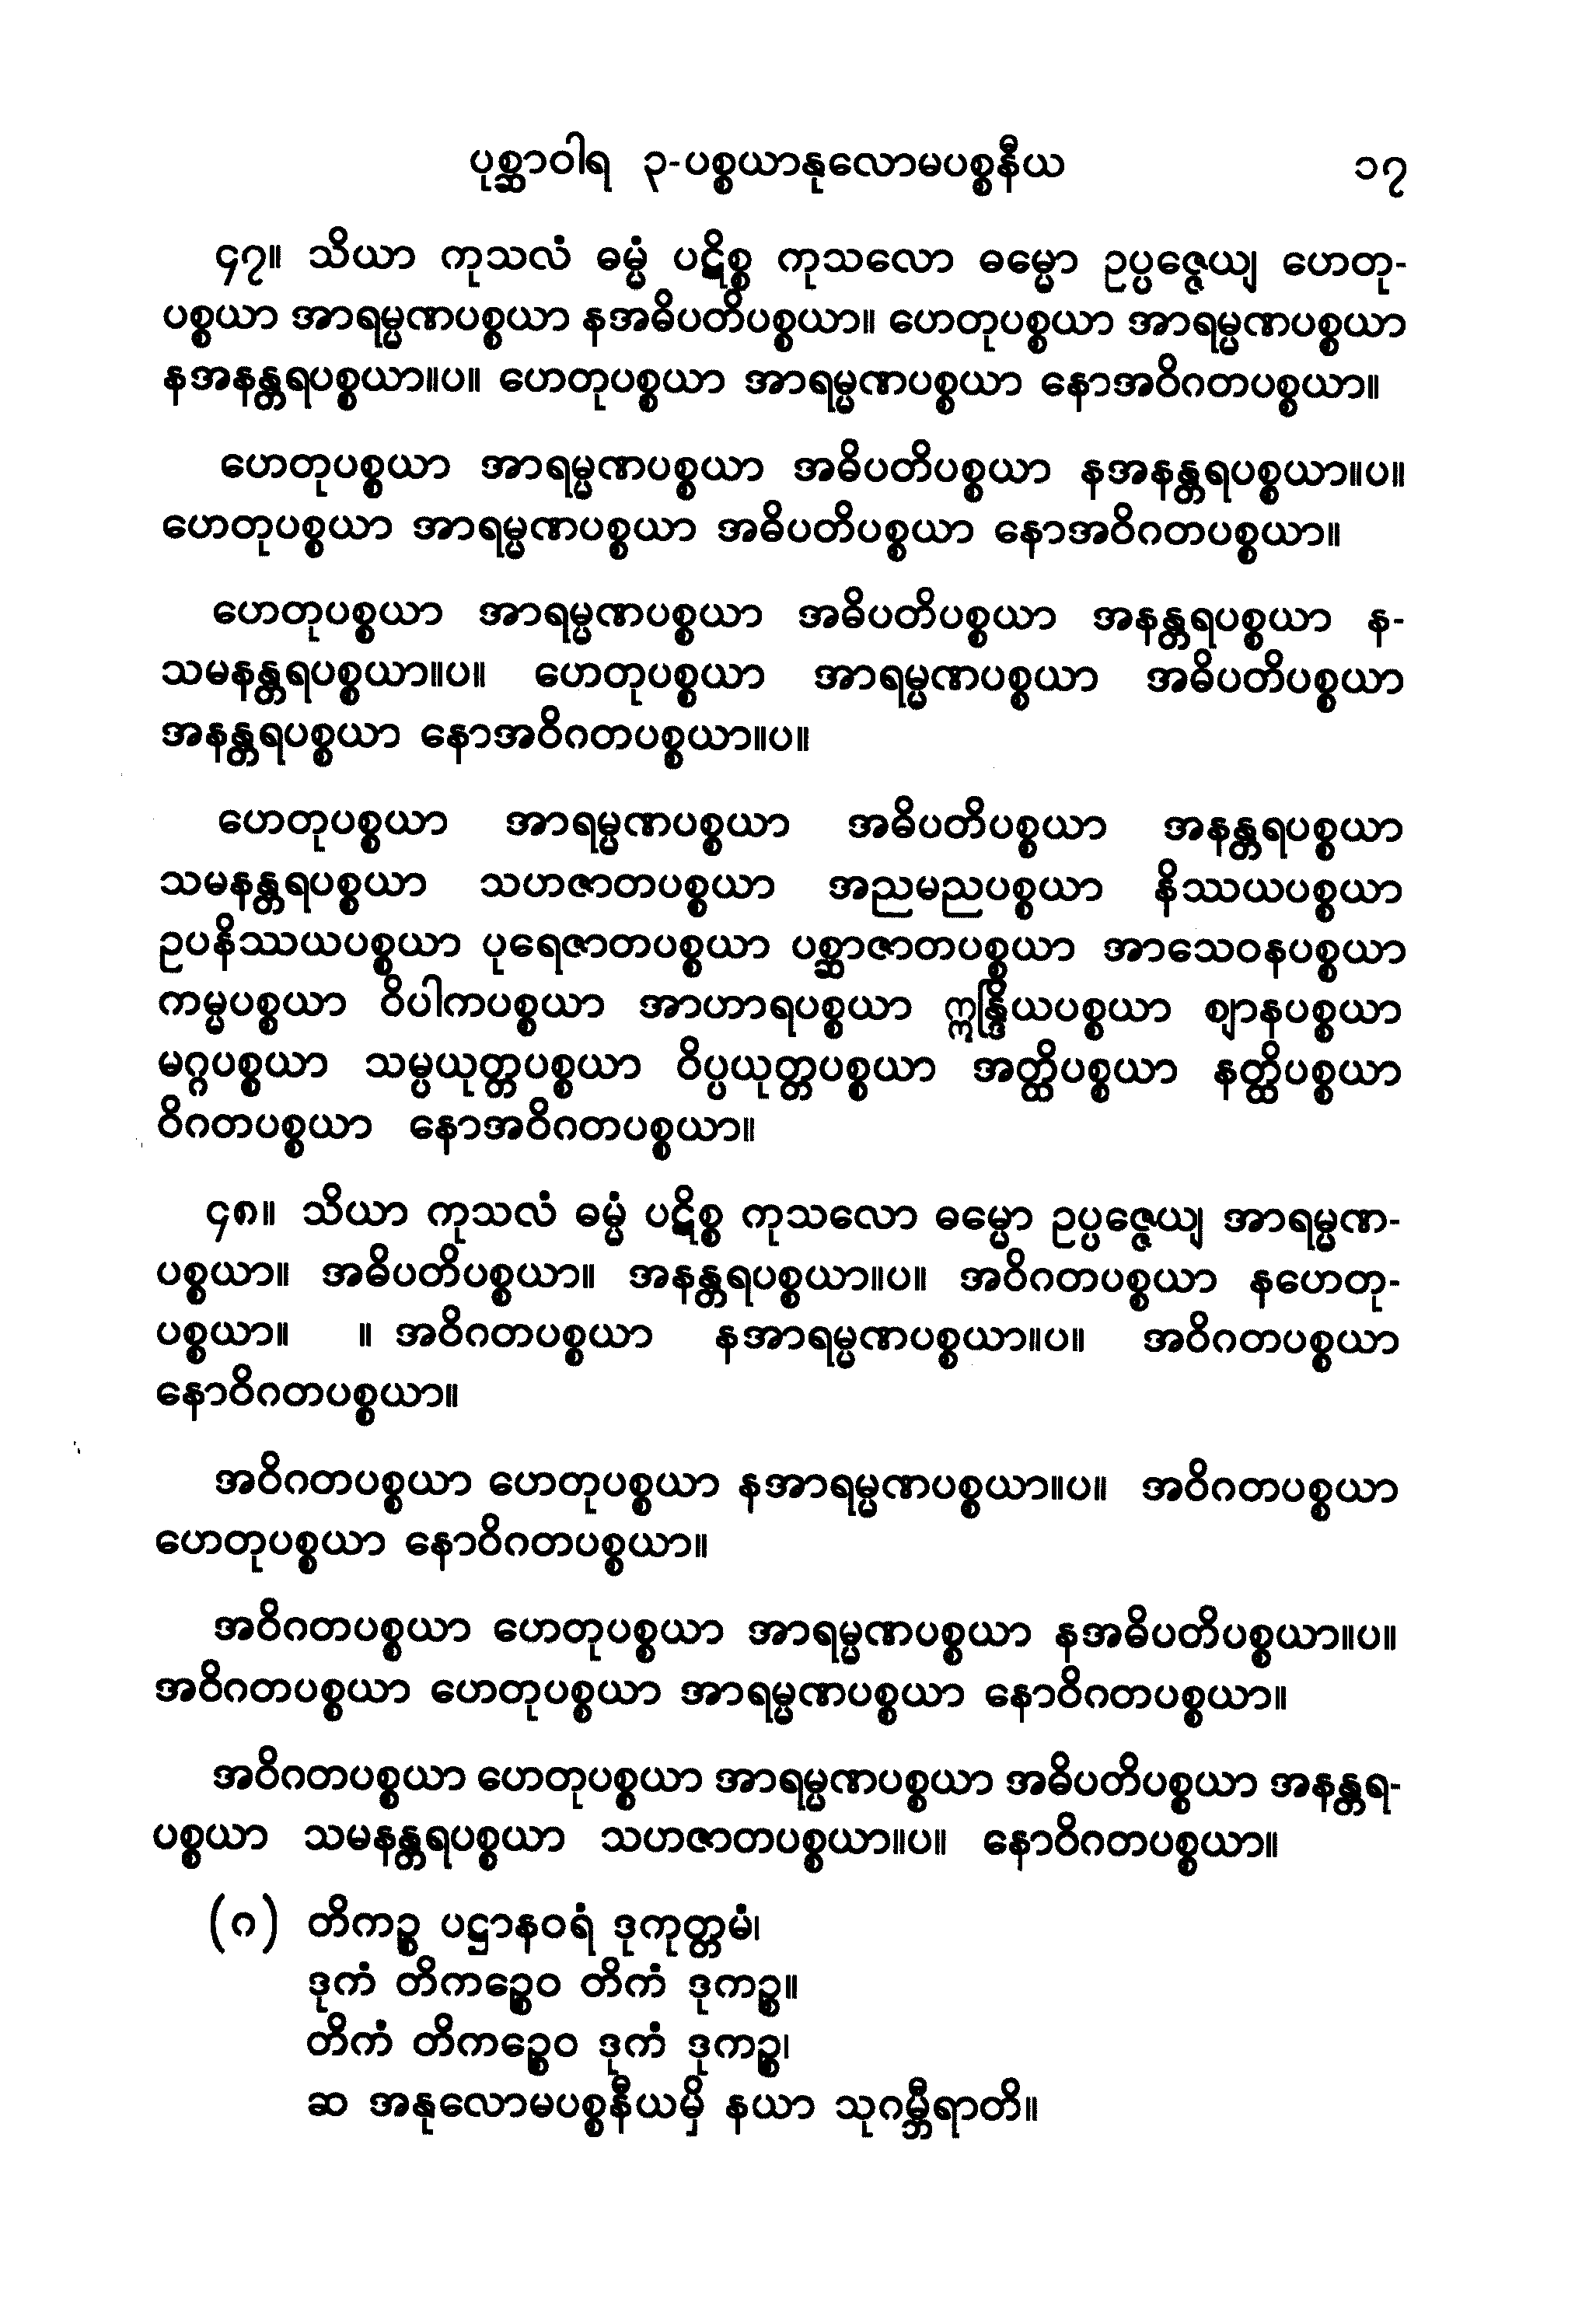 ပုစ္ဆာဝါရ ၃-ပစ္စယာနုလောမပစ္စနီယ ၁၇
၄၇။ သိယာ ကုသလံ ဓမ္မံ ပဋိစ္စ ကုသလော ဓမ္မော ဥပ္ပဇ္ဇေယျ ဟေတု-
ပစ္စယာ အာရမ္မဏပစ္စယာ နအဓိပတိပစ္စယာ။ ဟေတုပစ္စယာ အာရမ္မဏပစ္စယာ
နအနန္တရပစ္စယာ။ပ။ ဟေတုပစ္စယာ အာရမ္မဏပစ္စယာ နောအဝိဂတပစ္စယာ။
ဟေတုပစ္စယာ အာရမ္မဏပစ္စယာ အဓိပတိပစ္စယာ နအနန္တရပစ္စယာ။ပ။
ဟေတုပစ္စယာ အာရမ္မဏပစ္စယာ အဓိပတိပစ္စယာ နောအဝိဂတပစ္စယာ။
ဟေတုပစ္စယာ အာရမ္မဏပစ္စယာ အဓိပတိပစ္စယာ အနန္တရပစ္စယာ န-
သမနန္တရပစ္စယာ။ပ။ ဟေတုပစ္စယာ အာရမ္မဏပစ္စယာ အဓိပတိပစ္စယာ
အနန္တရပစ္စယာ နောအဝိဂတပစ္စယာ။ပ။
ဟေတုပစ္စယာ အာရမ္မဏပစ္စယာ အဓိပတိပစ္စယာ အနန္တရပစ္စယာ
သမနန္တရပစ္စယာ သဟဇာတပစ္စယာ အညမညပစ္စယာ နိဿယပစ္စယာ
ဥပနိဿယပစ္စယာ ပုရေဇာတပစ္စယာ ပစ္ဆာဇာတပစ္စယာ အာသေဝနပစ္စယာ
ကမ္မပစ္စယာ ဝိပါကပစ္စယာ အာဟာရပစ္စယာ ဣန္ဒြိယပစ္စယာ ဈာနပစ္စယာ
မဂ္ဂပစ္စယာ သမ္ပယုတ္တပစ္စယာ ဝိပ္ပယုတ္တပစ္စယာ အတ္ထိပစ္စယာ နတ္ထိပစ္စယာ
ဝိဂတပစ္စယာ နောအဝိဂတပစ္စယာ။
၄၈။ သိယာ ကုသလံ ဓမ္မံ ပဋိစ္စ ကုသလော ဓမ္မော ဥပ္ပဇ္ဇေယျ အာရမ္မဏ-
ပစ္စယာ။ အဓိပတိပစ္စယာ။ အနန္တရပစ္စယာ။ပ။ အဝိဂတပစ္စယာ နဟေတု-
ပစ္စယာ။ ။ အဝိဂတပစ္စယာ နအာရမ္မဏပစ္စယာ။ပ။ အဝိဂတပစ္စယာ
နောဝိဂတပစ္စယာ။
အဝိဂတပစ္စယာ ဟေတုပစ္စယာ နအာရမ္မဏပစ္စယာ။ပ။ အဝိဂတပစ္စယာ
ဟေတုပစ္စယာ နောဝိဂတပစ္စယာ။
အဝိဂတပစ္စယာ ဟေတုပစ္စယာ အာရမ္မဏပစ္စယာ နအဓိပတိပစ္စယာ။ပ။
အဝိဂတပစ္စယာ ဟေတုပစ္စယာ အာရမ္မဏပစ္စယာ နောဝိဂတပစ္စယာ။
အဝိဂတပစ္စယာ ဟေတုပစ္စယာ အာရမ္မဏပစ္စယာ အဓိပတိပစ္စယာ အနန္တရ-
ပစ္စယာ သမနန္တရပစ္စယာ သဟဇာတပစ္စယာ။ပ။ နောဝိဂတပစ္စယာ။
(ဂ) တိကဉ္စ ပဋ္ဌာနဝရံ ဒုကုတ္တမံ၊
ဒုကံ တိကဉ္စေဝ တိကံ ဒုကဉ္စ။
တိကံ တိကဉ္စေဝ ဒုကံ ဒုကဉ္စ၊
ဆ အနုလောမပစ္စနီယမှိ နယာ သုဂမ္ဘီရာတိ။